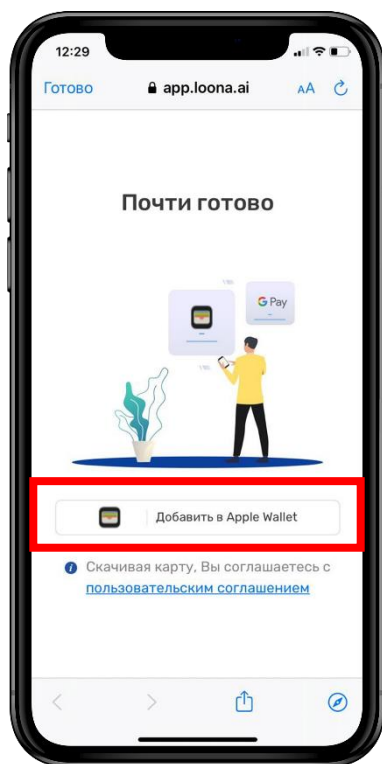 12:29
Готово app.loona.ai AA
Почти готово
G Pay
Добавить в Apple Wallet
Скачивая карту, Вы соглашаетесь с
пользовательским соглашением